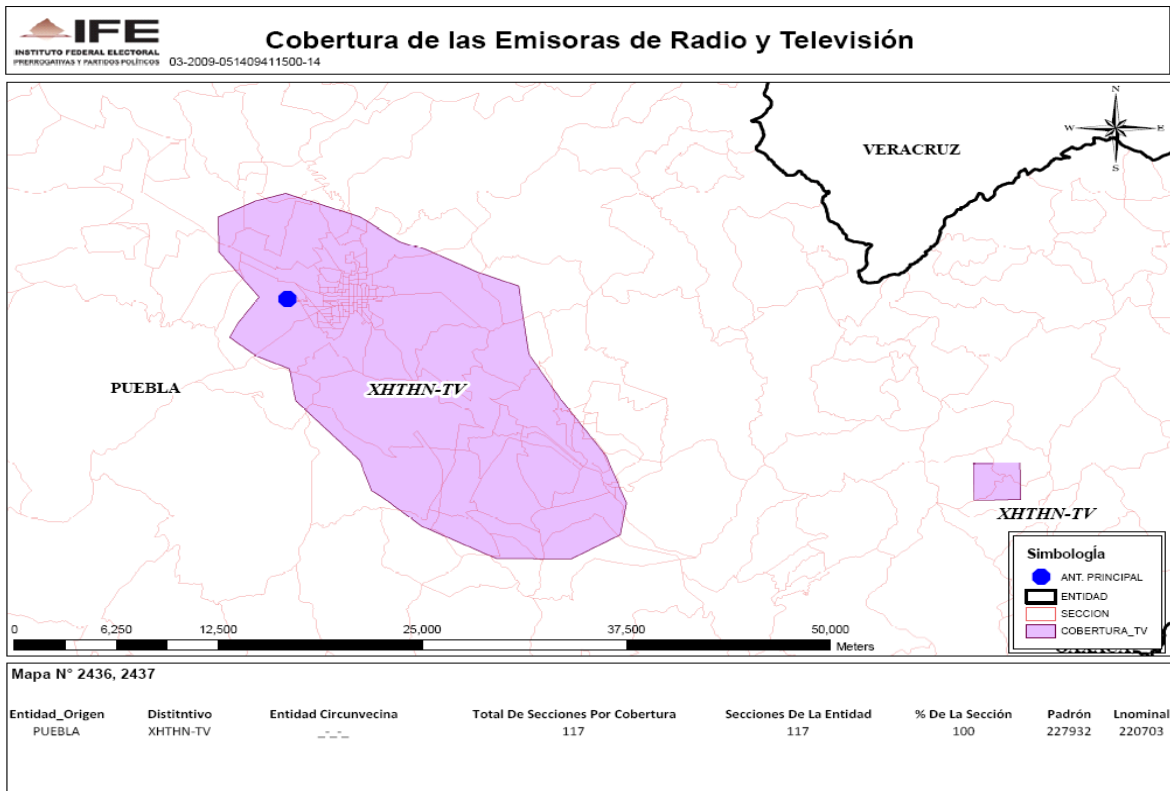 IFE
INSTITUTO FEDERAL ELECTORAL
PRERROGATIVAS Y PARTIDOS POLÍTICOS
03-2009-051409411500-14
Cobertura de las Emisoras de Radio y Televisión
N
W E
S
VERACRUZ
PUEBLA
XHTHN-TV
XHTHN-TV
Simbología
ANT. PRINCIPAL
ENTIDAD
SECCION
COBERTURA_TV
0 6,250 12,500 25,000 37,500 50,000
Meters
Mapa N° 2436, 2437
Entidad_Origen Distitntivo Entidad Circunvecina Total De Secciones Por Cobertura Secciones De La Entidad % De La Sección Padrón Lnominal
PUEBLA XHTHN-TV _-_-_ 117 117 100 227932 220703